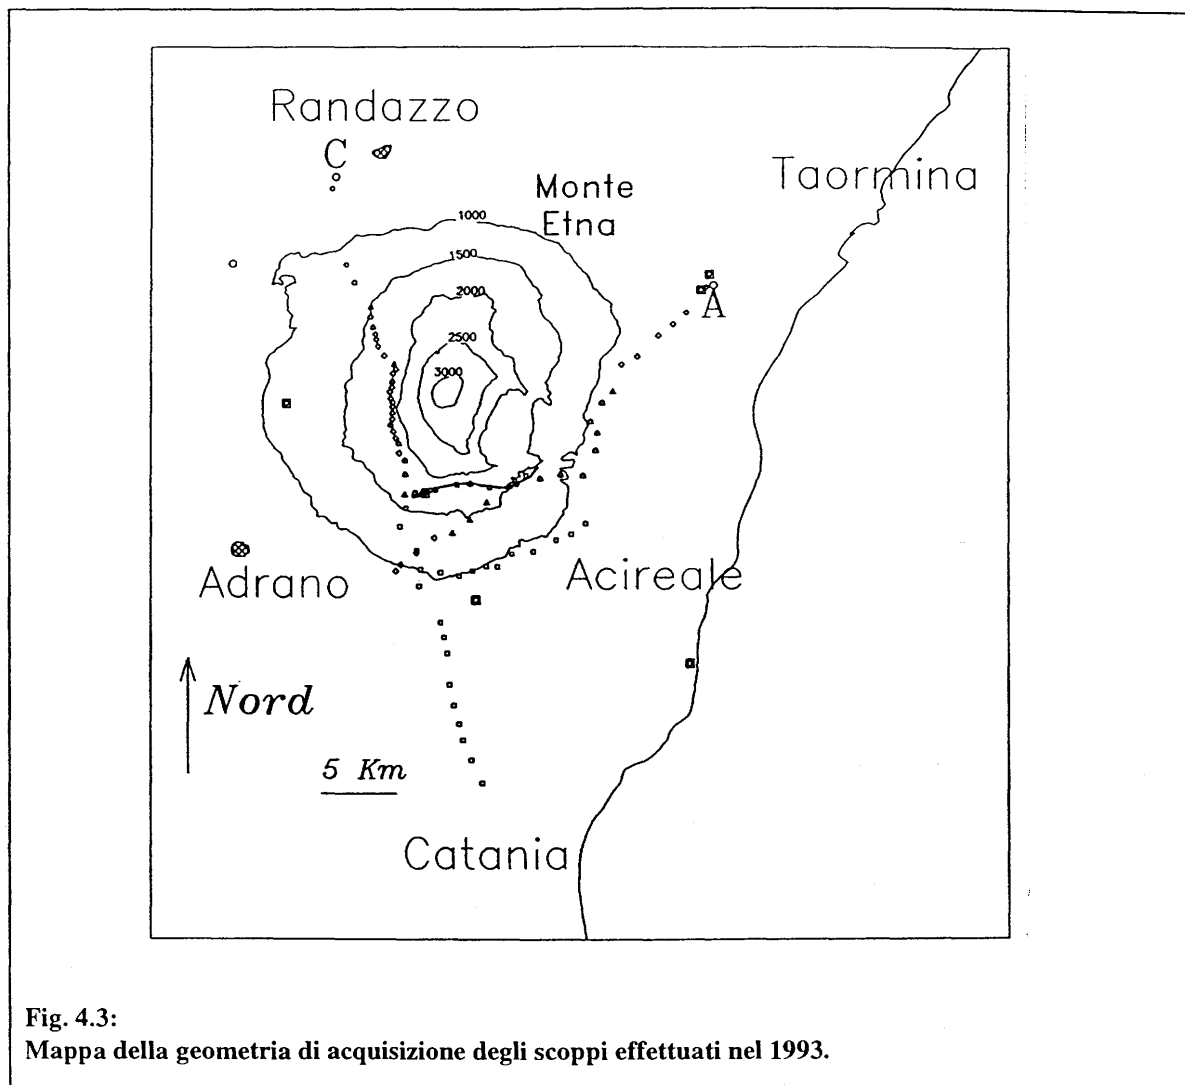 Randazzo
C
Taormina
Monte
Etna
1000
1500
2000
2500
3000
A
Adrano
Acireale
Nord
5 Km
Catania
Fig. 4.3:
Mappa della geometria di acquisizione degli scoppi effettuati nel 1993.